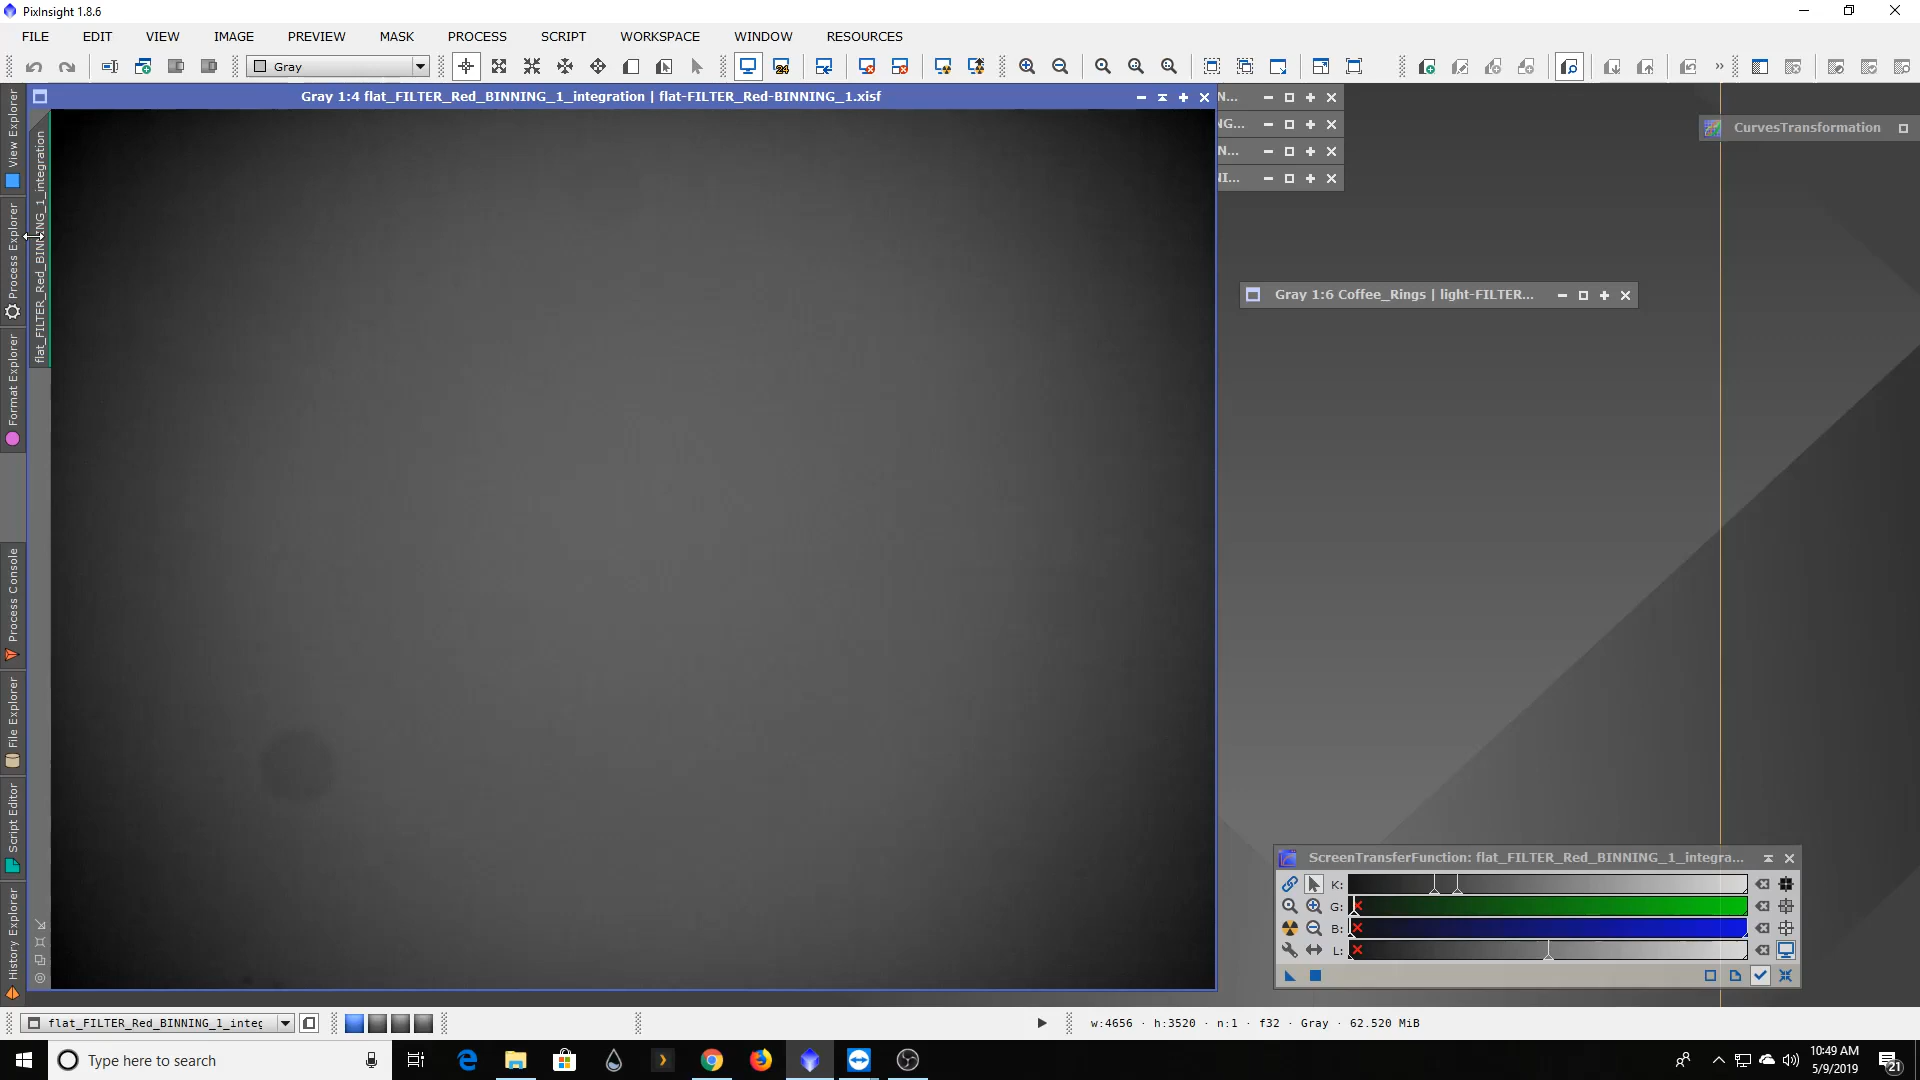 PixInsight 1.8.6
FILE EDIT VIEW IMAGE PREVIEW MASK PROCESS SCRIPT WORKSPACE WINDOW RESOURCES
Gray
24
Gray 1:4 flat_FILTER_Red_BINNING_1_integration | flat-FILTER_Red-BINNING_1.xisf
N...
NG...
N...
NI...
CurvesTransformation
View Explorer
Process Explorer
Format Explorer
Process Console
File Explorer
Script Editor
History Explorer
flat_FILTER_Red_BINNING_1_integration
Gray 1:6 Coffee_Rings | light-FILTER...
ScreenTransferFunction: flat_FILTER_Red_BINNING_1_integra...
K:
G:
B:
L:
flat_FILTER_Red_BINNING_1_integ
w:4656 · h:3520 · n:1 · f32 · Gray · 62.520 MiB
Type here to search
10:49 AM
5/9/2019
21